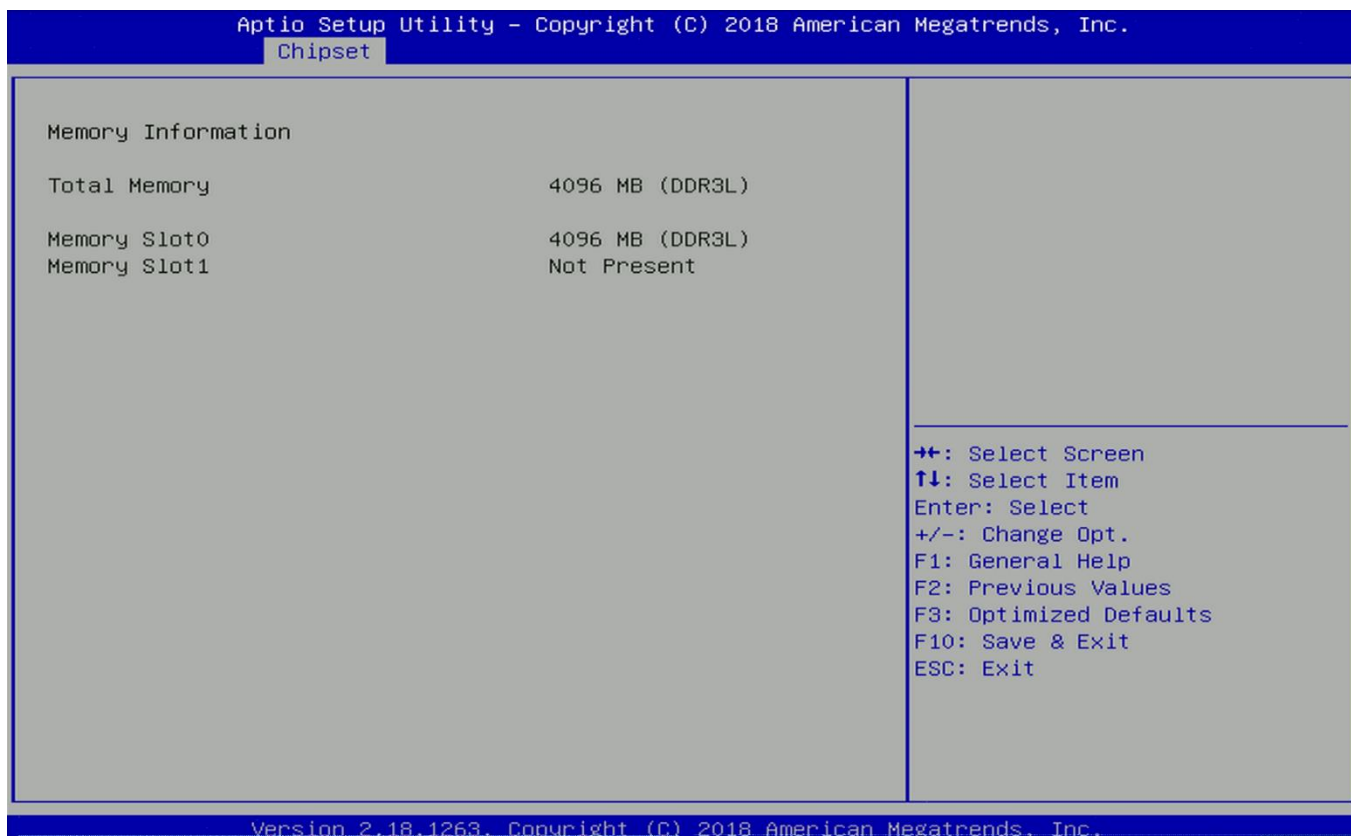 Aptio Setup Utility – Copyright (C) 2018 American Megatrends, Inc.
Chipset
Memory Information
Total Memory 4096 MB (DDR3L)
Memory Slot0 4096 MB (DDR3L)
Memory Slot1 Not Present
→←: Select Screen
↑↓: Select Item
Enter: Select
+/-: Change Opt.
F1: General Help
F2: Previous Values
F3: Optimized Defaults
F10: Save & Exit
ESC: Exit
Version 2.18.1263. Copyright (C) 2018 American Megatrends, Inc.